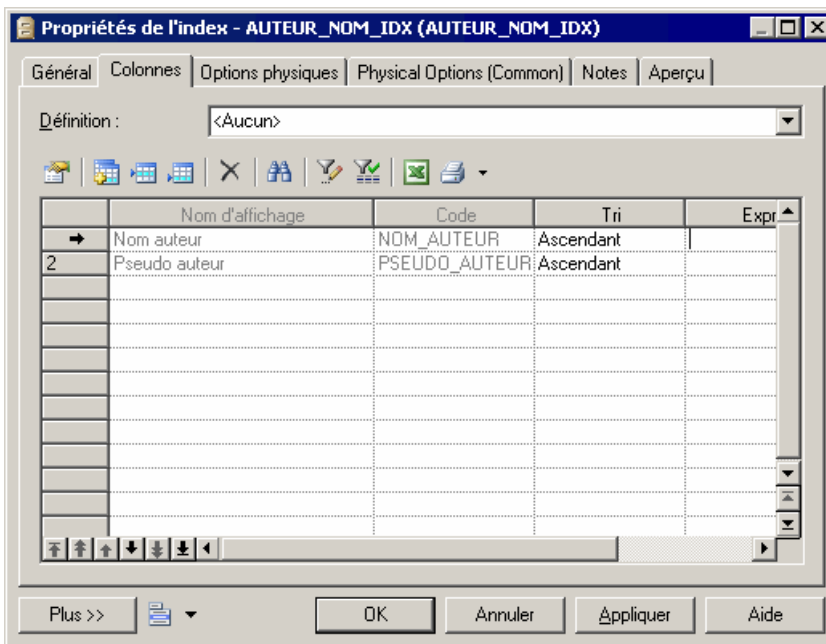 Propriétés de l'index - AUTEUR_NOM_IDX (AUTEUR_NOM_IDX)
Général Colonnes Options physiques Physical Options (Common) Notes Aperçu
Définition : <Aucun>
Nom d'affichage Code Tri Expr
Nom auteur NOM_AUTEUR Ascendant
2 Pseudo auteur PSEUDO_AUTEUR Ascendant
Plus >> OK Annuler Appliquer Aide